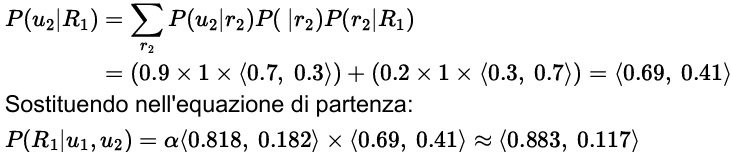 P(u₂|R₁) = ∑ᵣ₂ P(u₂|r₂)P( |r₂)P(r₂|R₁)
= (0.9 × 1 × ⟨0.7, 0.3⟩) + (0.2 × 1 × ⟨0.3, 0.7⟩) = ⟨0.69, 0.41⟩
Sostituendo nell'equazione di partenza:
P(R₁|u₁, u₂) = α⟨0.818, 0.182⟩ × ⟨0.69, 0.41⟩ ≈ ⟨0.883, 0.117⟩